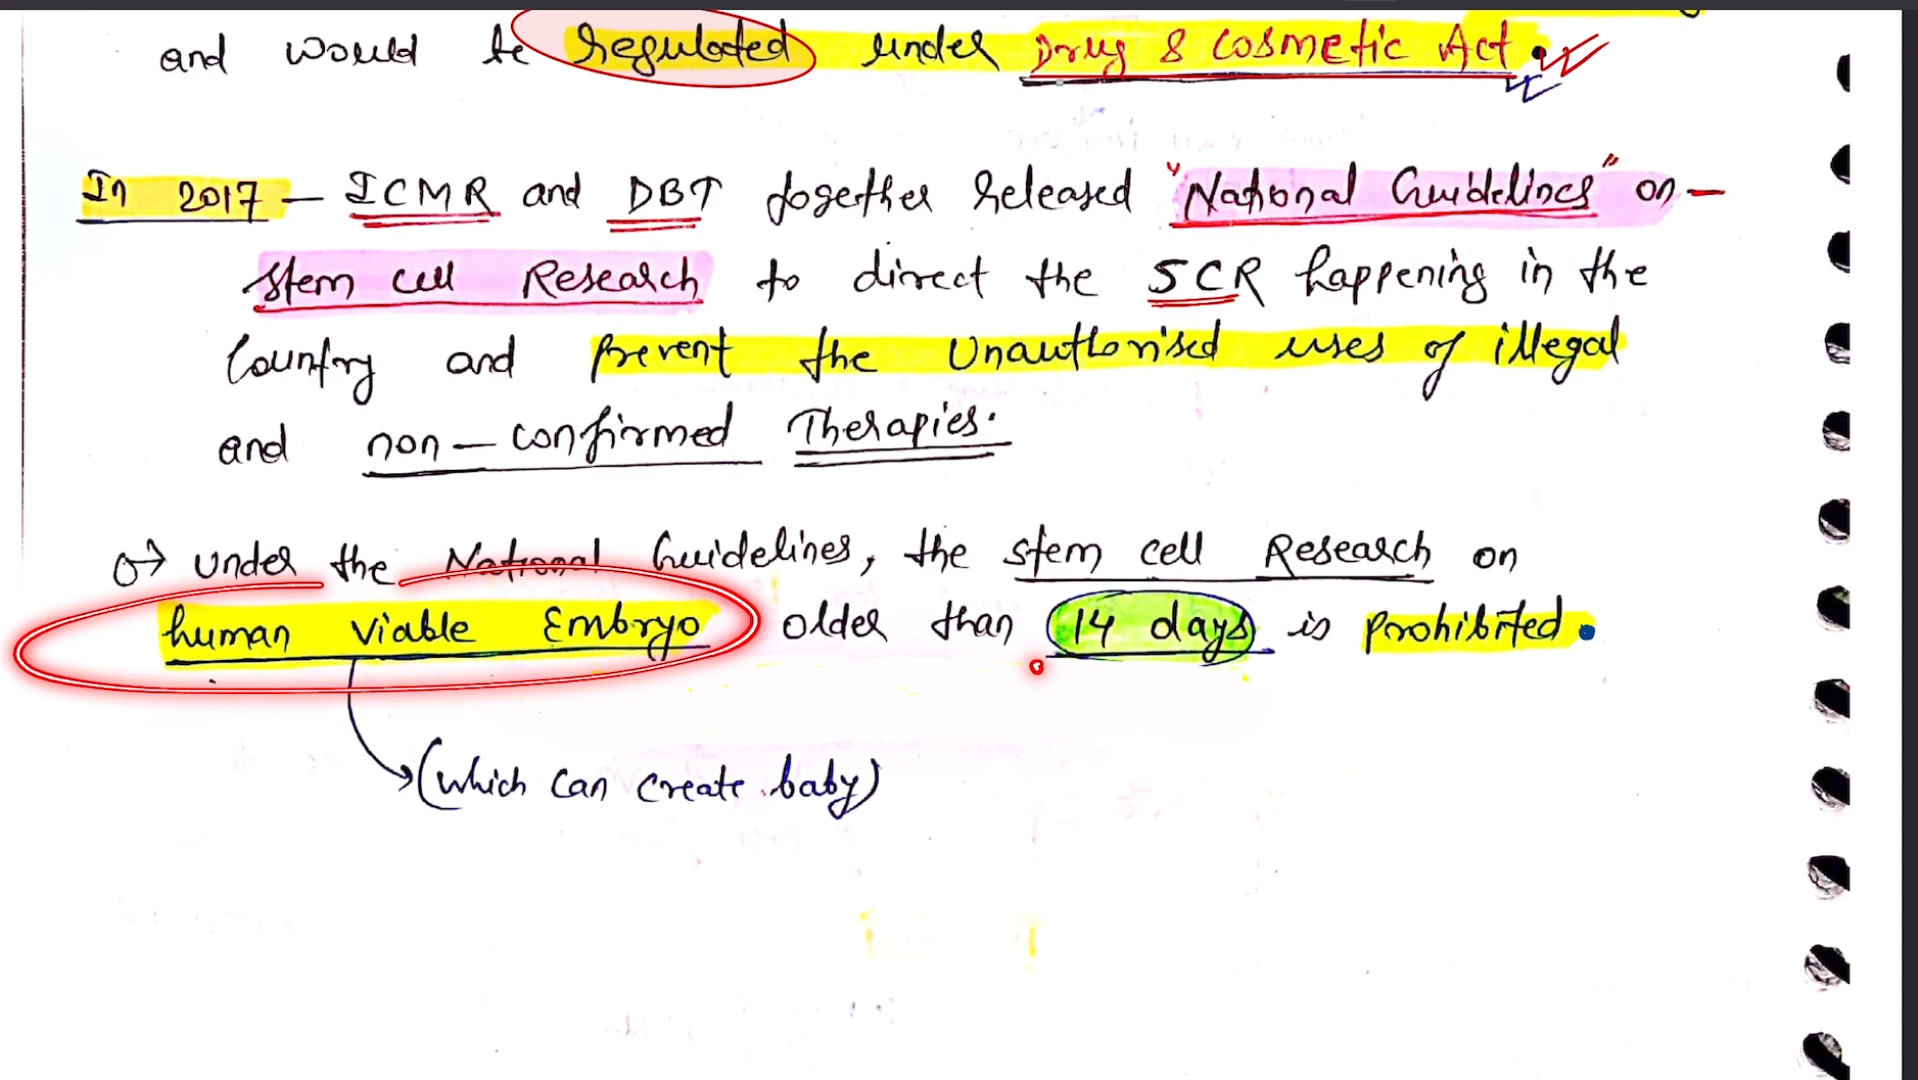 and would be regulated under Drug & Cosmetic Act.
In 2017 - ICMR and DBT together released "National Guidelines" on -
stem cell Research to direct the SCR happening in the
Country and prevent the Unauthorised uses of illegal
and non-confirmed Therapies.
→ under the National Guidelines, the stem cell Research on
human viable Embryo older than 14 days is prohibited.
→ (which can create baby)